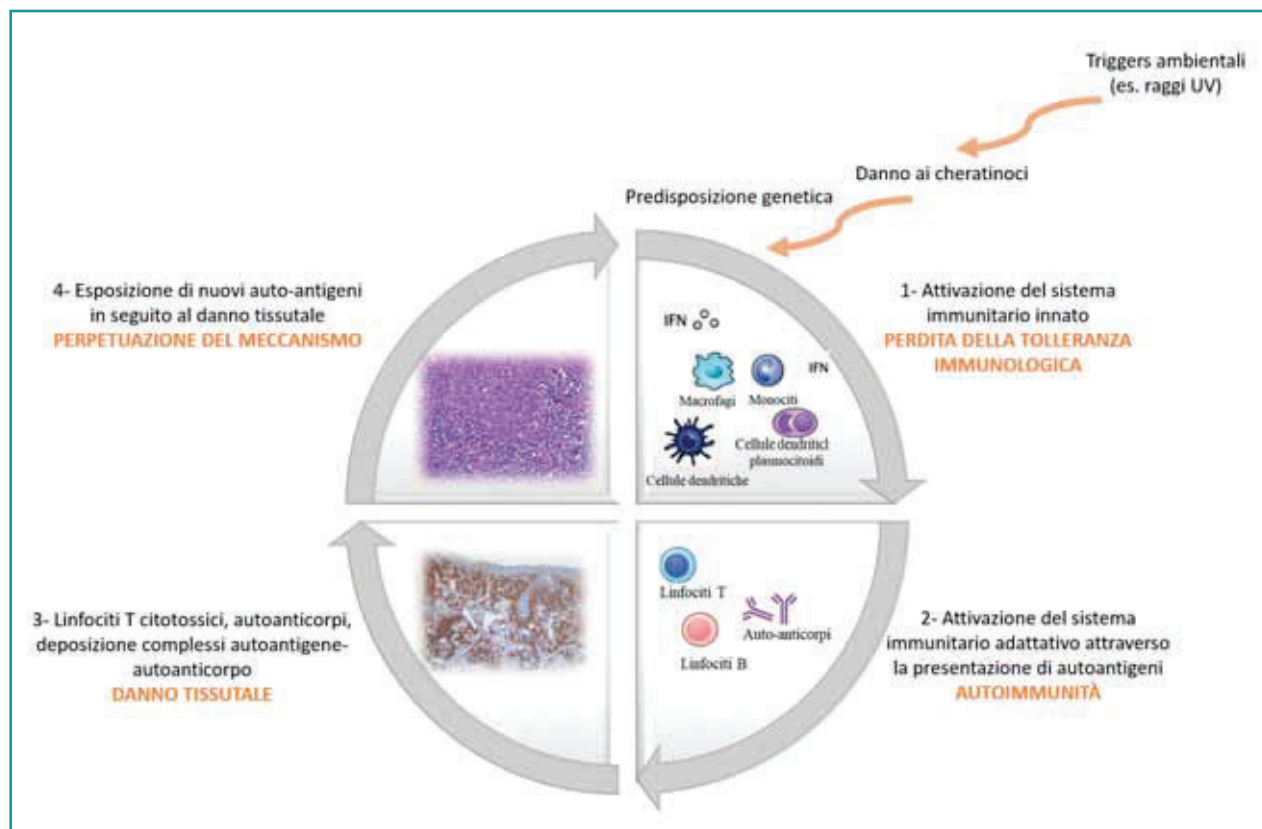 Triggers ambientali
(es. raggi UV)
Danno ai cheratinoci
Predisposizione genetica
4- Esposizione di nuovi auto-antigeni
in seguito al danno tissutale
PERPETUAZIONE DEL MECCANISMO
1- Attivazione del sistema
immunitario innato
PERDITA DELLA TOLLERANZA
IMMUNOLOGICA
IFN
IFN
Macrofagi
Monociti
Cellule dendritici
plasmocitoidi
Cellule dendritiche
3- Linfociti T citotossici, autoanticorpi,
deposizione complessi autoantigene-
autoanticorpo
DANNO TISSUTALE
Linfociti T
Auto-anticorpi
Linfociti B
2- Attivazione del sistema
immunitario adattativo attraverso
la presentazione di autoantigeni
AUTOIMMUNITÀ